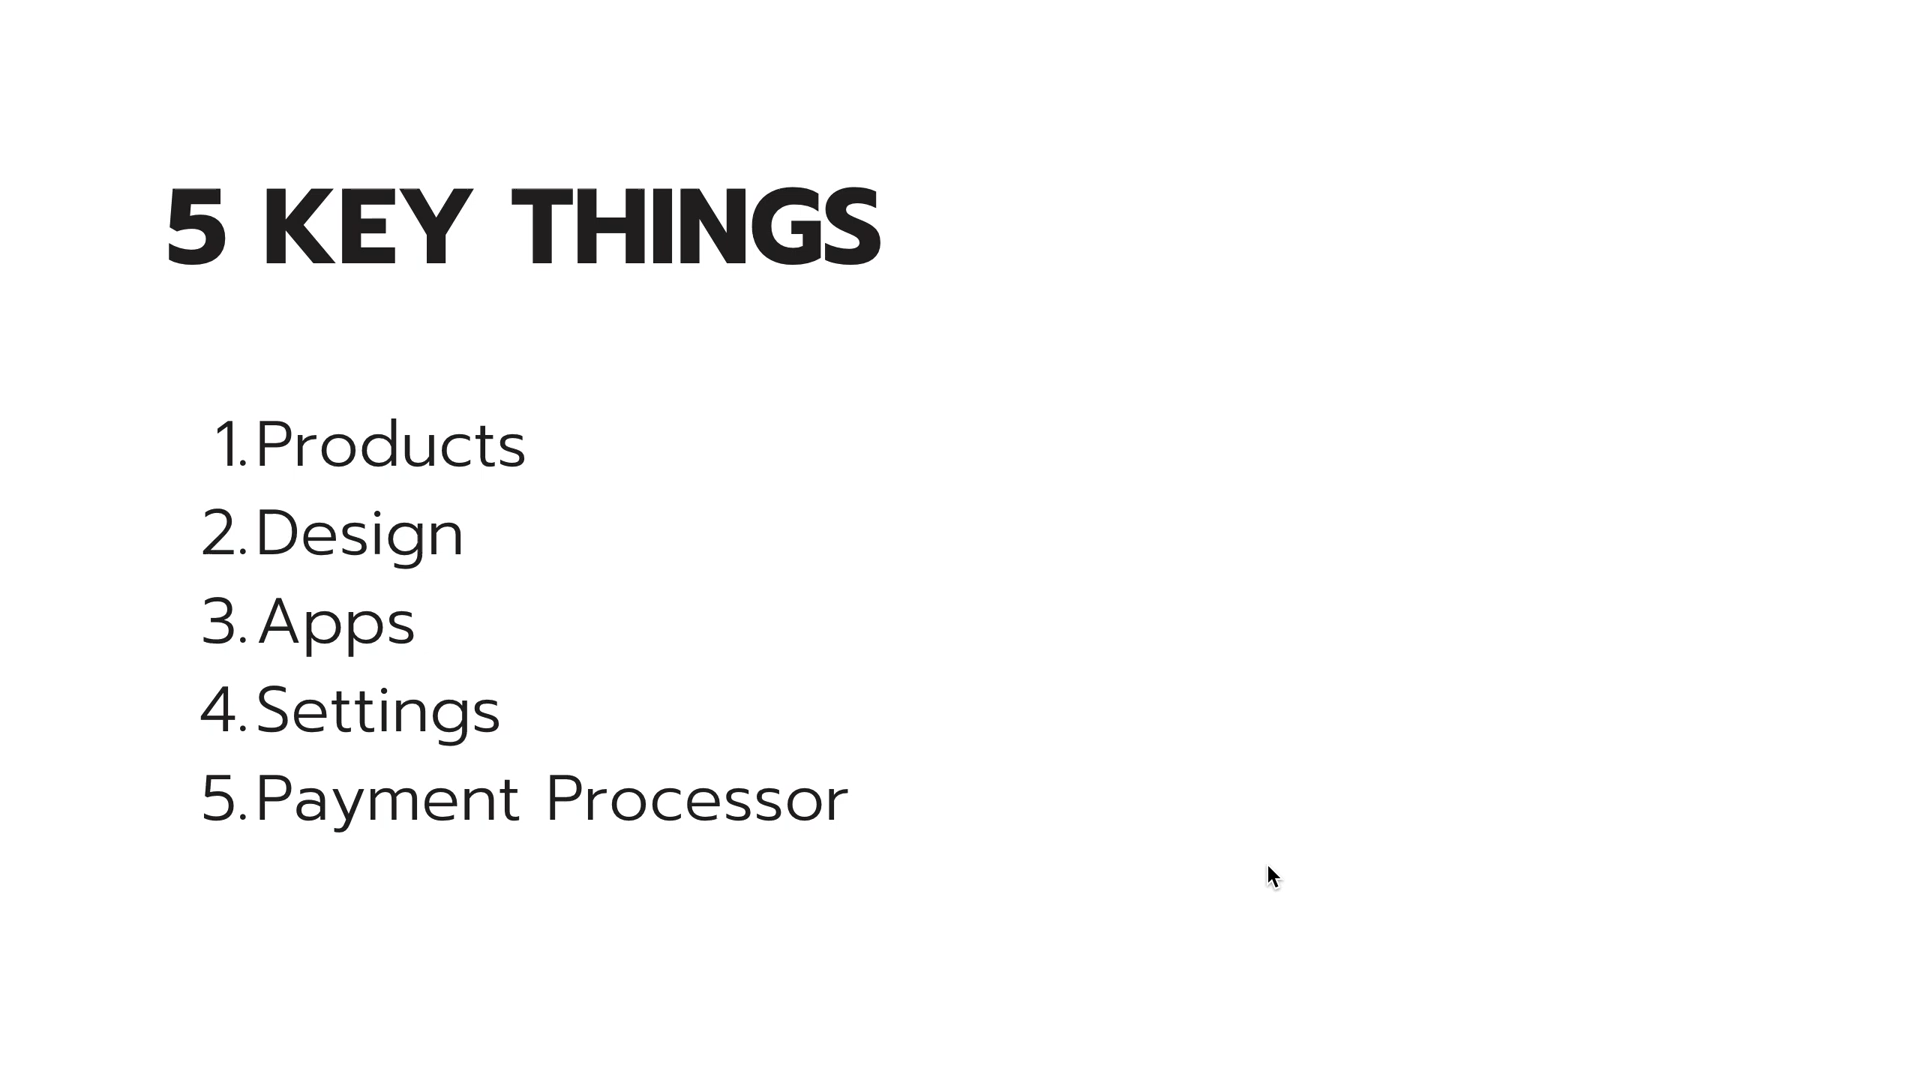 5 KEY THINGS
1. Products
2. Design
3. Apps
4. Settings
5. Payment Processor